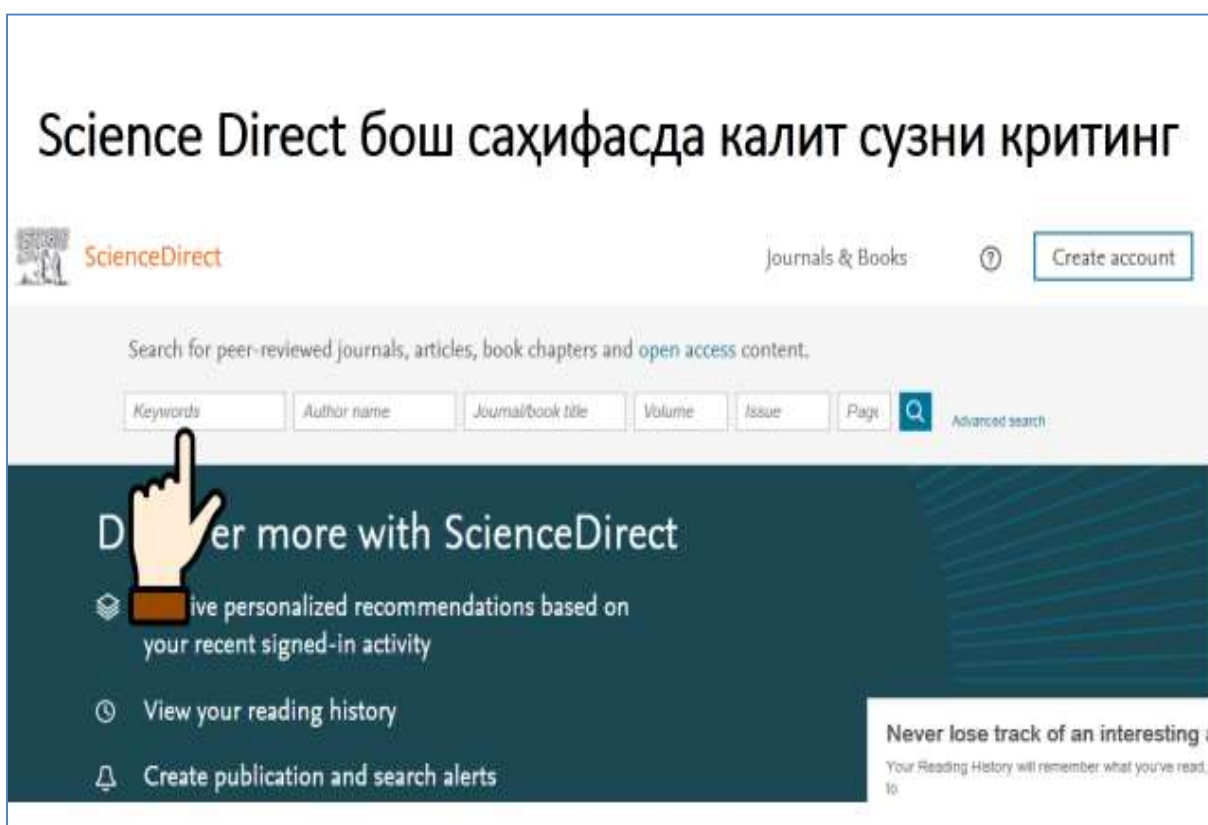 Science Direct бош саҳифасда калит сузни критинг
ScienceDirect Journals & Books ? Create account
Search for peer-reviewed journals, articles, book chapters and open access content.
Keywords Author name Journal/book title Volume Issue Page Advanced search
D er more with ScienceDirect
ive personalized recommendations based on
your recent signed-in activity
View your reading history
Create publication and search alerts
Never lose track of an interesting a
Your Reading History will remember what you've read,
to